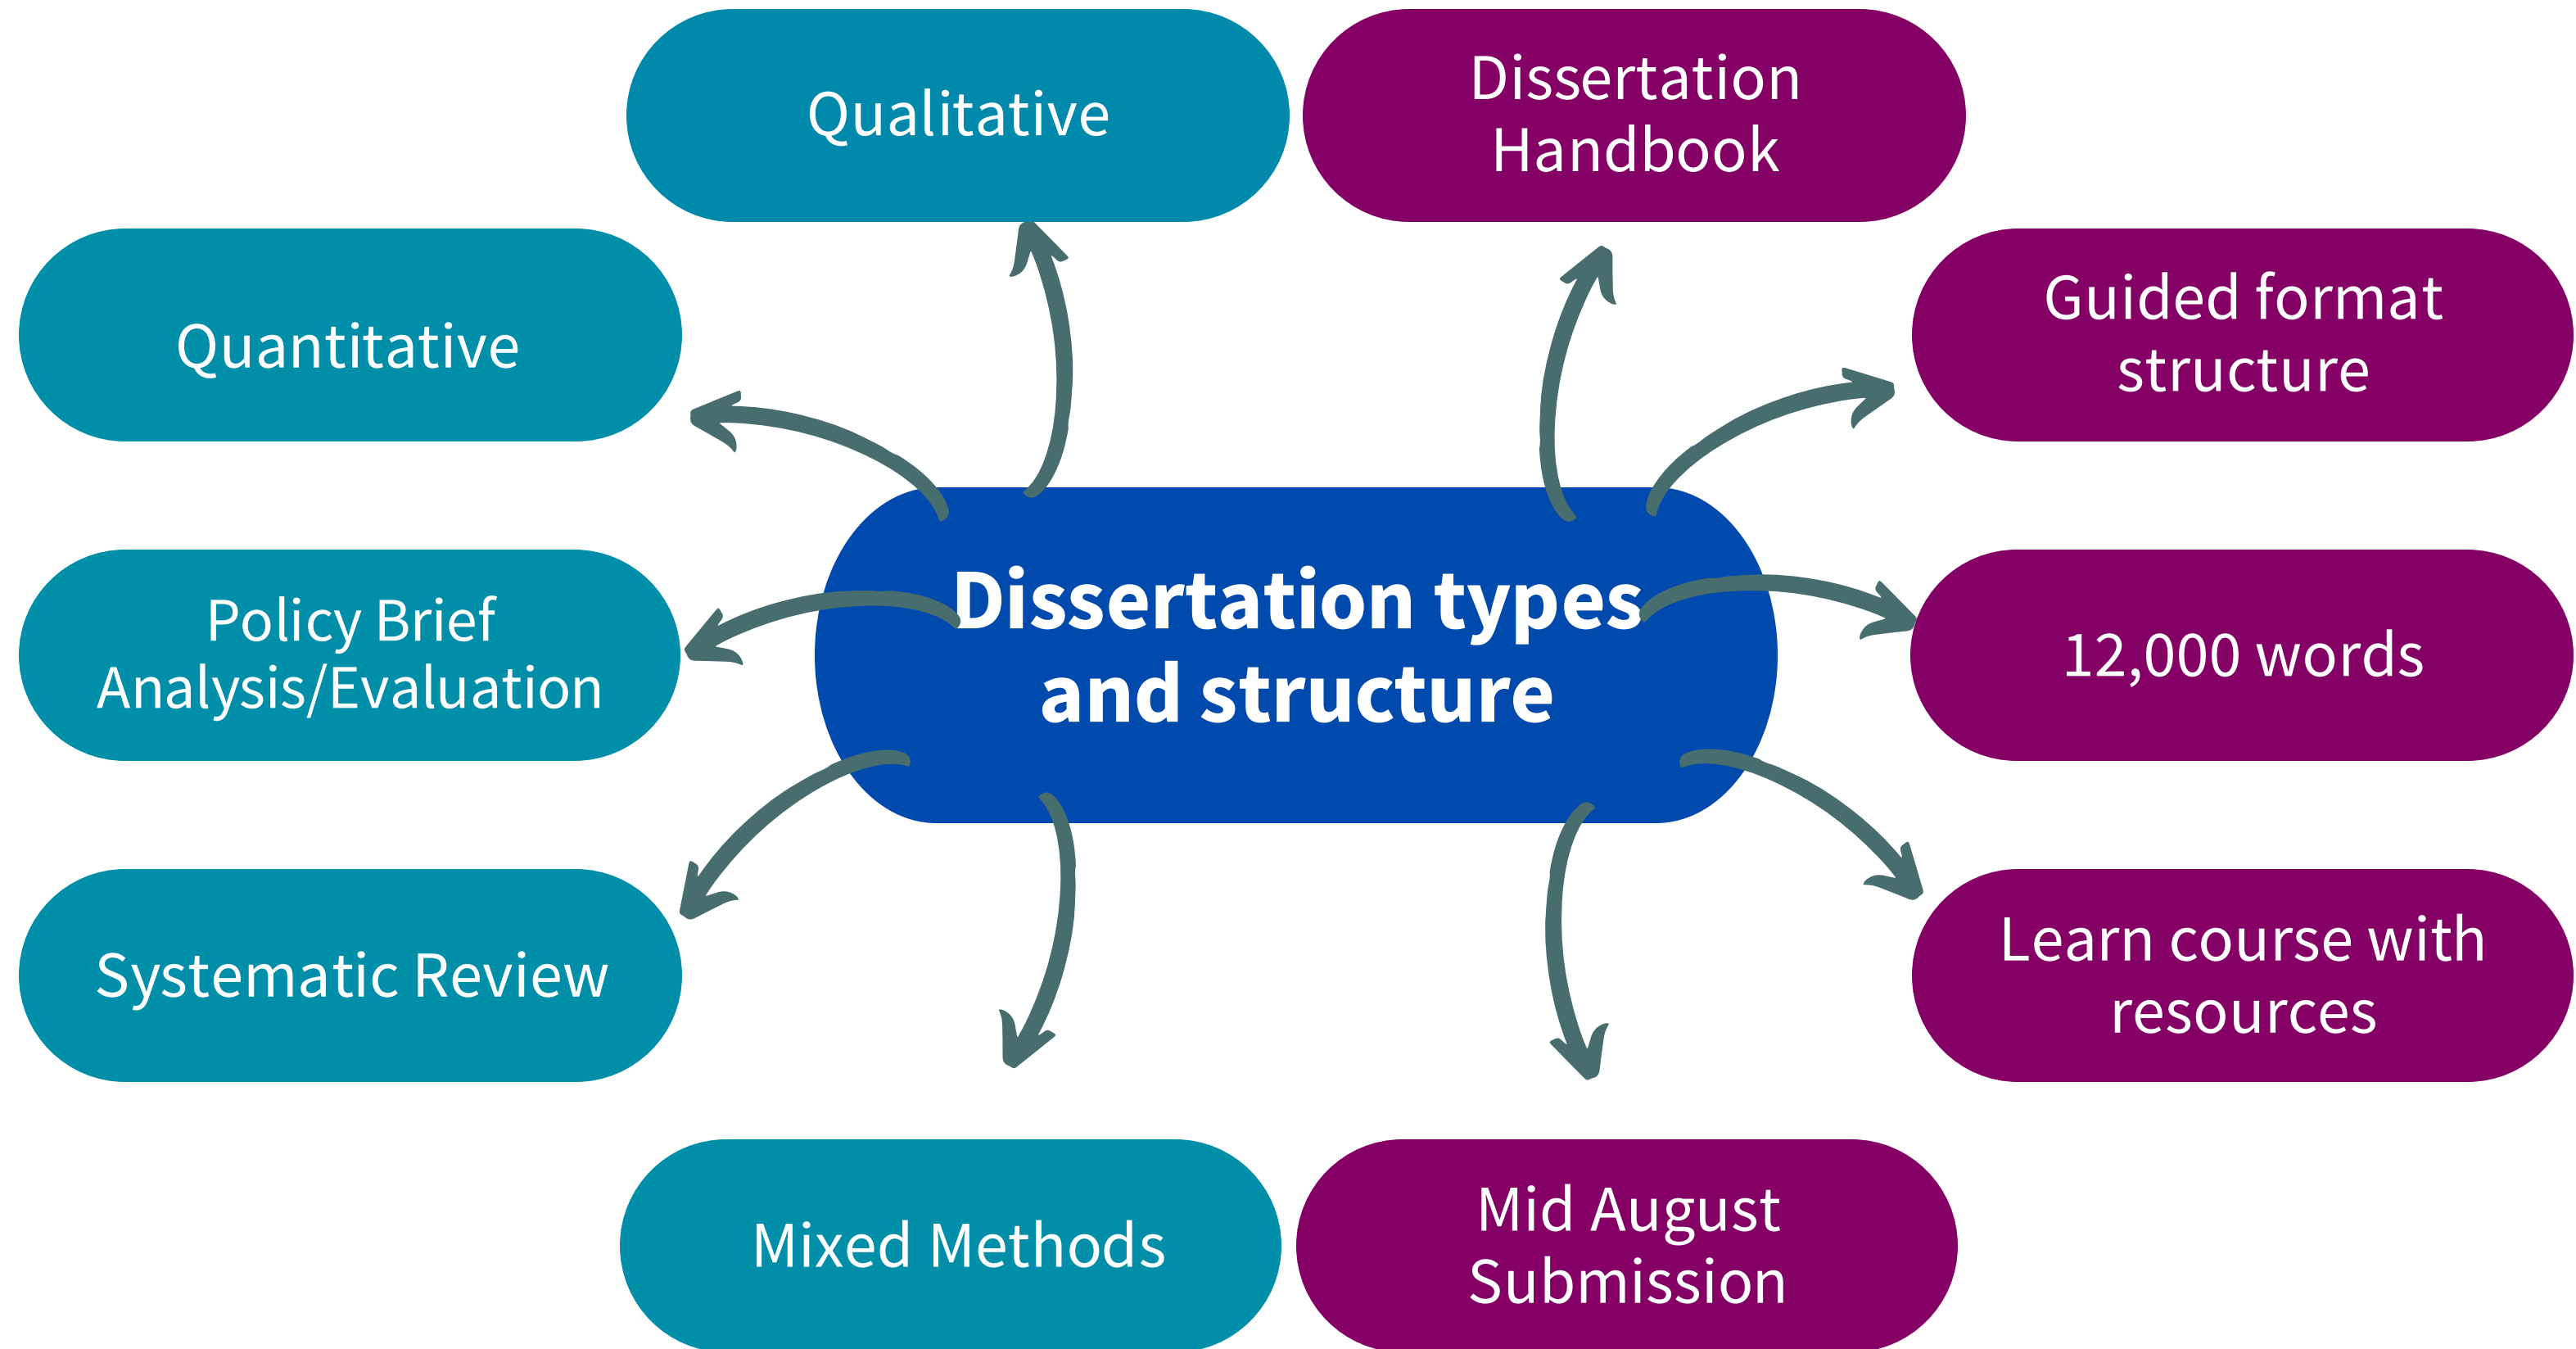 Qualitative
Dissertation
Handbook
Quantitative
Guided format
structure
Dissertation types
and structure
Policy Brief
Analysis/Evaluation
12,000 words
Systematic Review
Learn course with
resources
Mixed Methods
Mid August
Submission